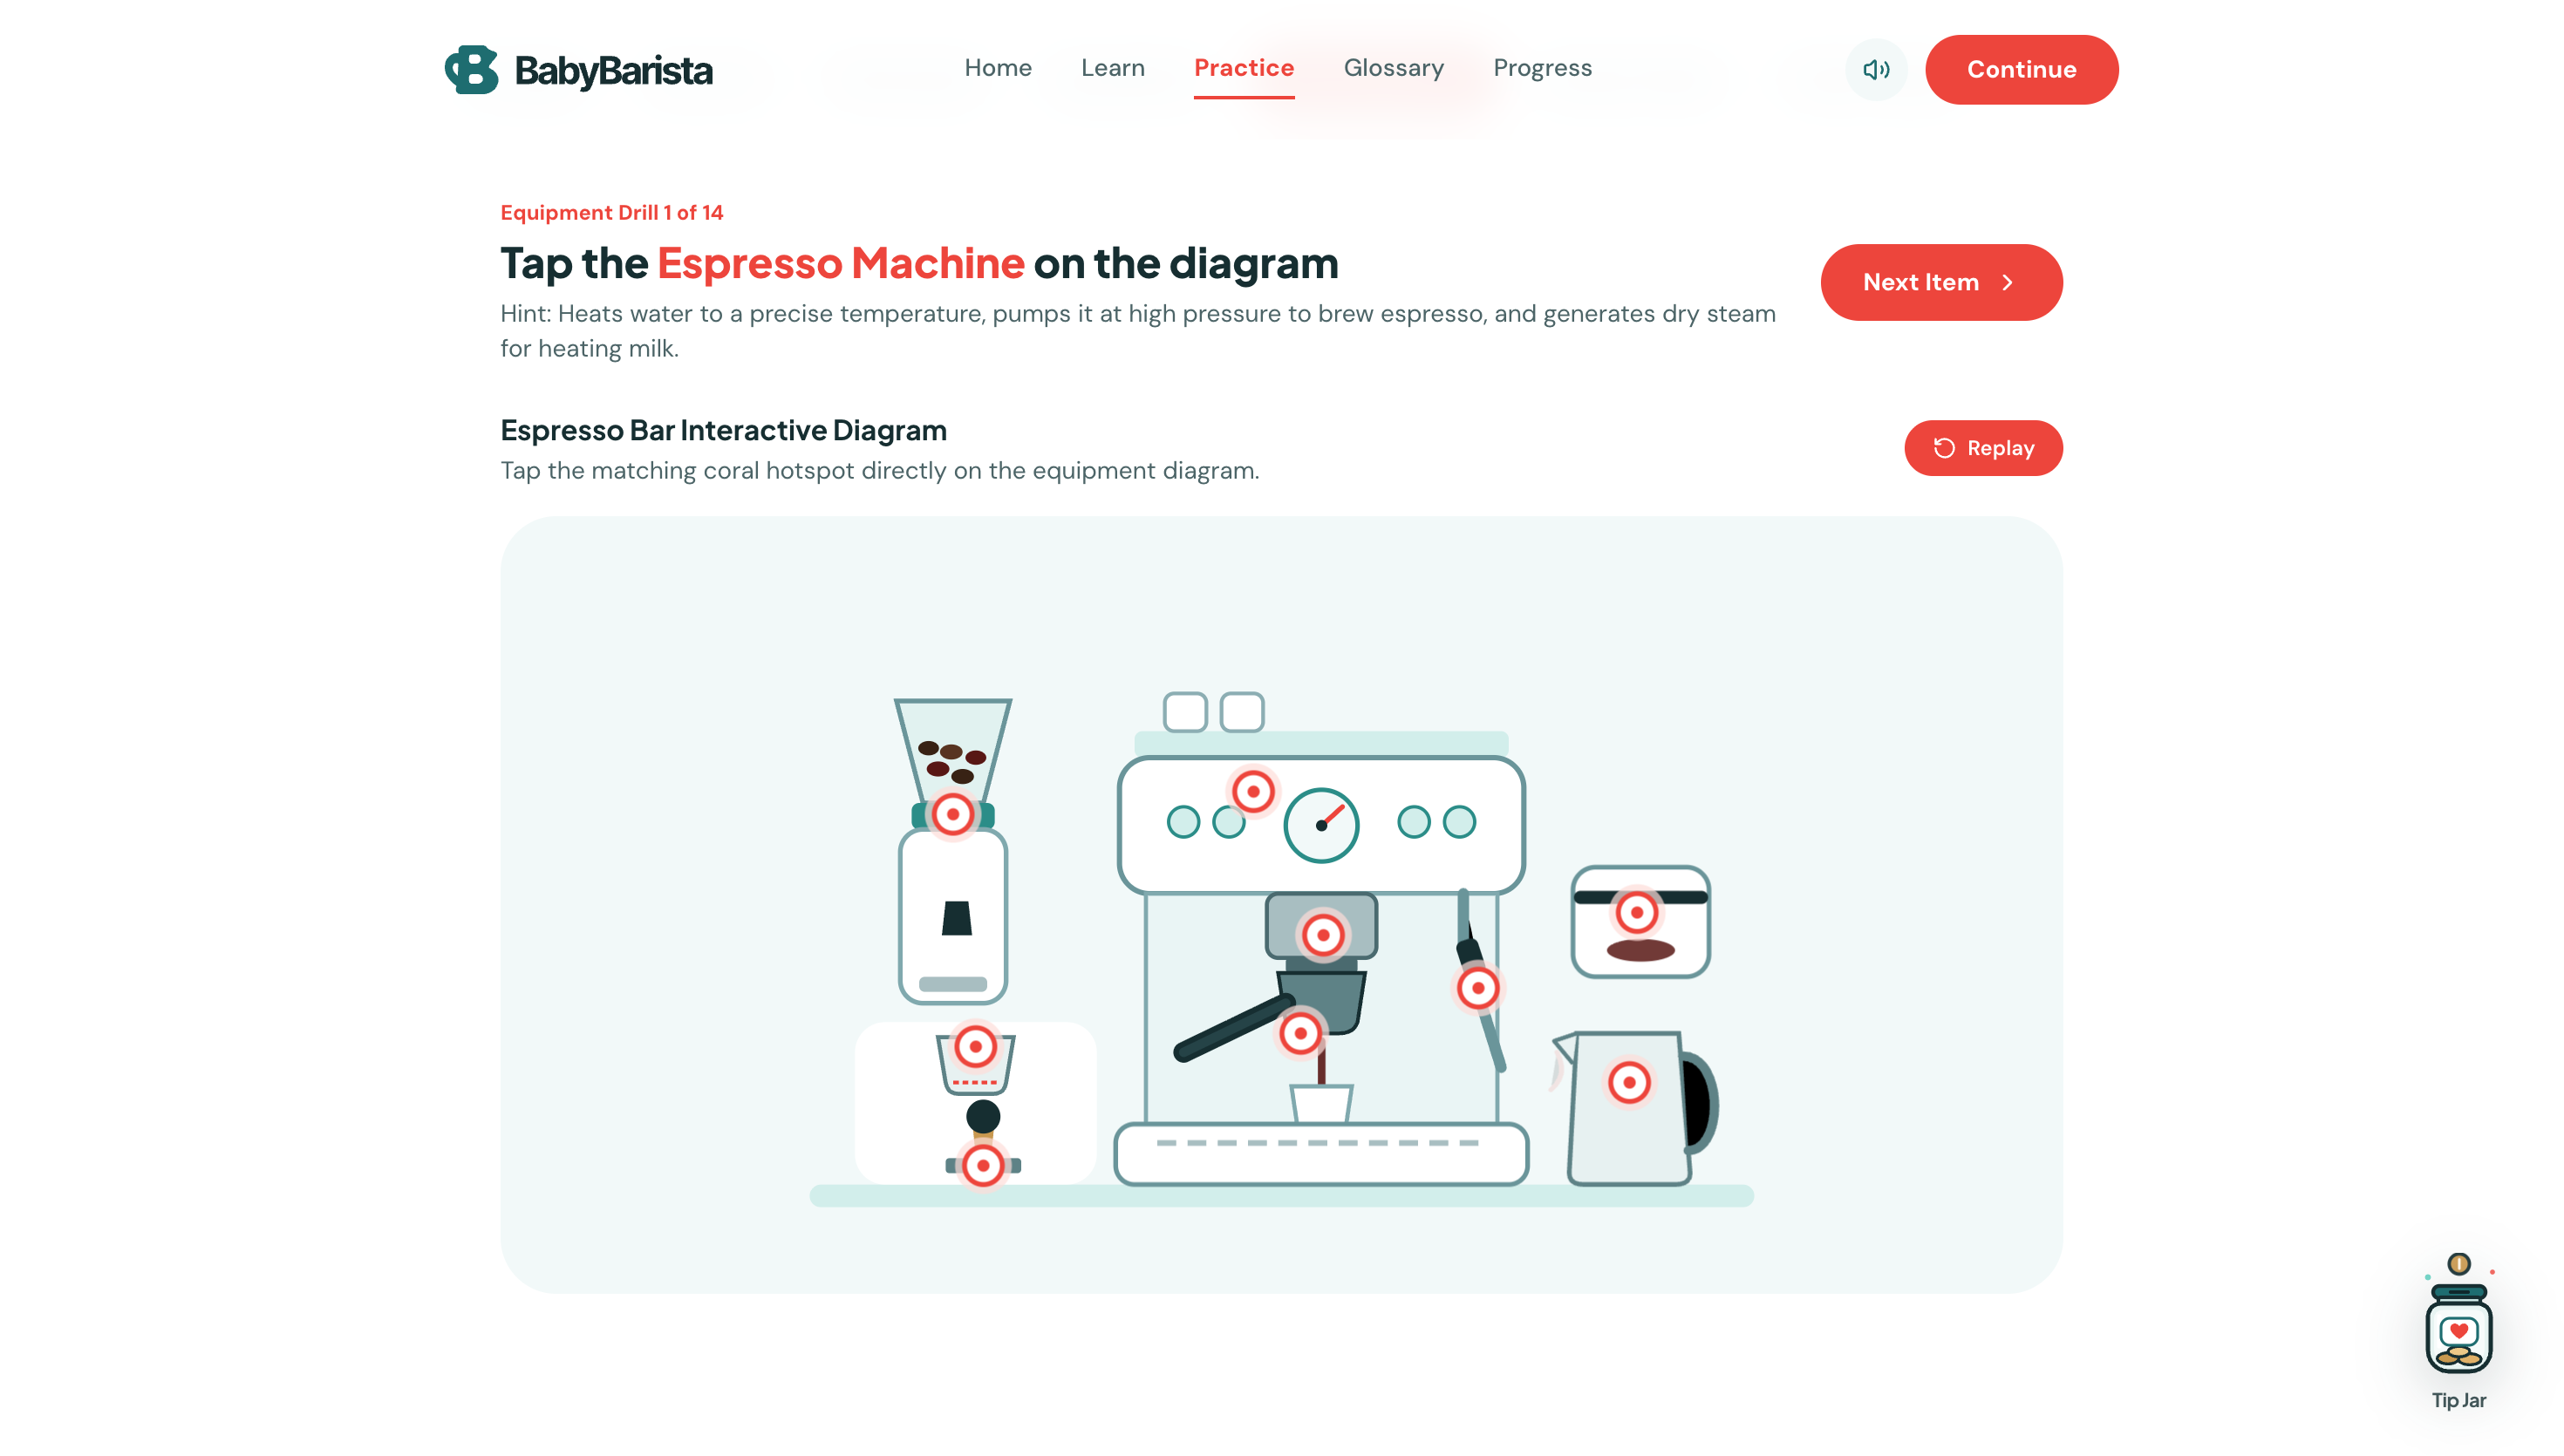 BabyBarista
Home
Learn
Practice
Glossary
Progress
Continue
Equipment Drill 1 of 14
Tap the Espresso Machine on the diagram
Hint: Heats water to a precise temperature, pumps it at high pressure to brew espresso, and generates dry steam
for heating milk.
Next Item
Espresso Bar Interactive Diagram
Tap the matching coral hotspot directly on the equipment diagram.
Replay
Tip Jar